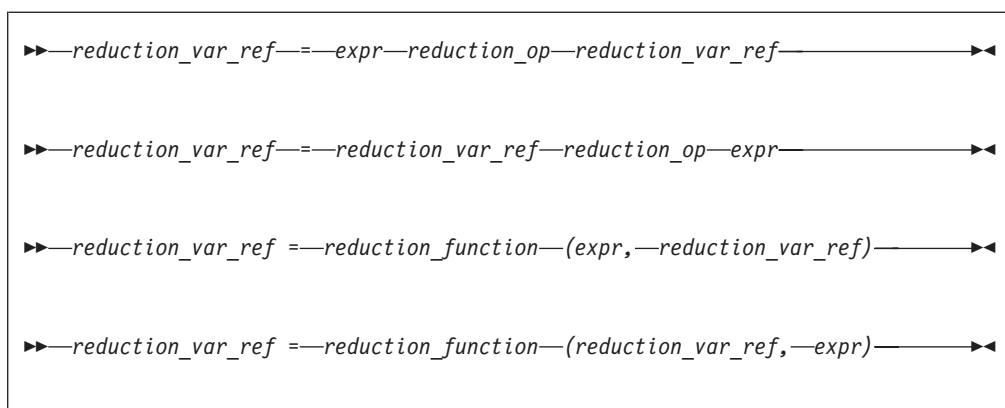 ►►—reduction_var_ref—=—expr—reduction_op—reduction_var_ref—►◄
►►—reduction_var_ref—=—reduction_var_ref—reduction_op—expr—►◄
►►—reduction_var_ref =—reduction_function—(expr,—reduction_var_ref)—►◄
►►—reduction_var_ref =—reduction_function—(reduction_var_ref,—expr)—►◄